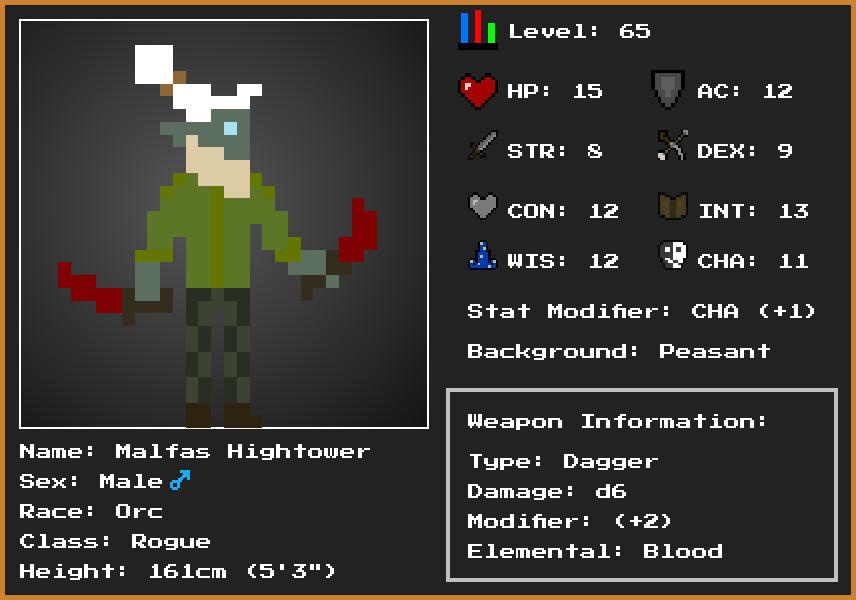 Level: 65
HP: 15
AC: 12
STR: 8
DEX: 9
CON: 12
INT: 13
WIS: 12
CHA: 11
Stat Modifier: CHA (+1)
Background: Peasant
Name: Malfas Hightower
Sex: Male ♂
Race: Orc
Class: Rogue
Height: 161cm (5'3")
Weapon Information:
Type: Dagger
Damage: d6
Modifier: (+2)
Elemental: Blood